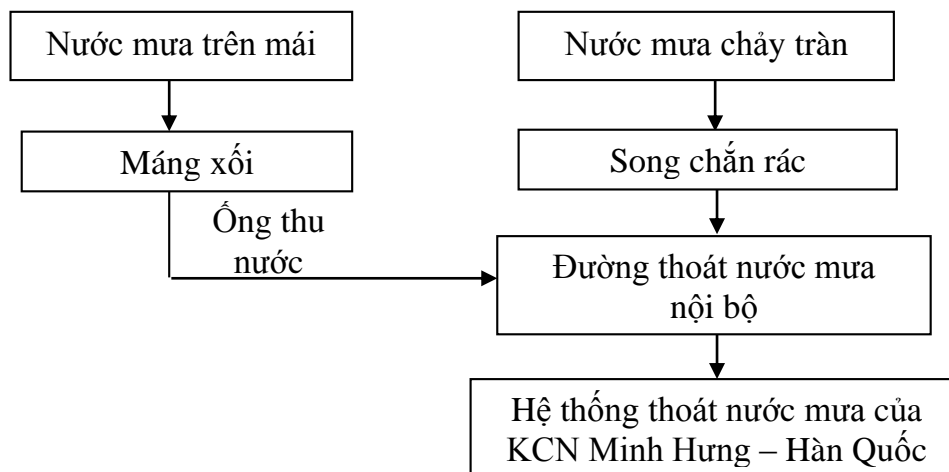 Nước mưa trên mái
Nước mưa chảy tràn
Máng xối
Song chắn rác
Ống thu
nước
Đường thoát nước mưa
nội bộ
Hệ thống thoát nước mưa của
KCN Minh Hưng – Hàn Quốc